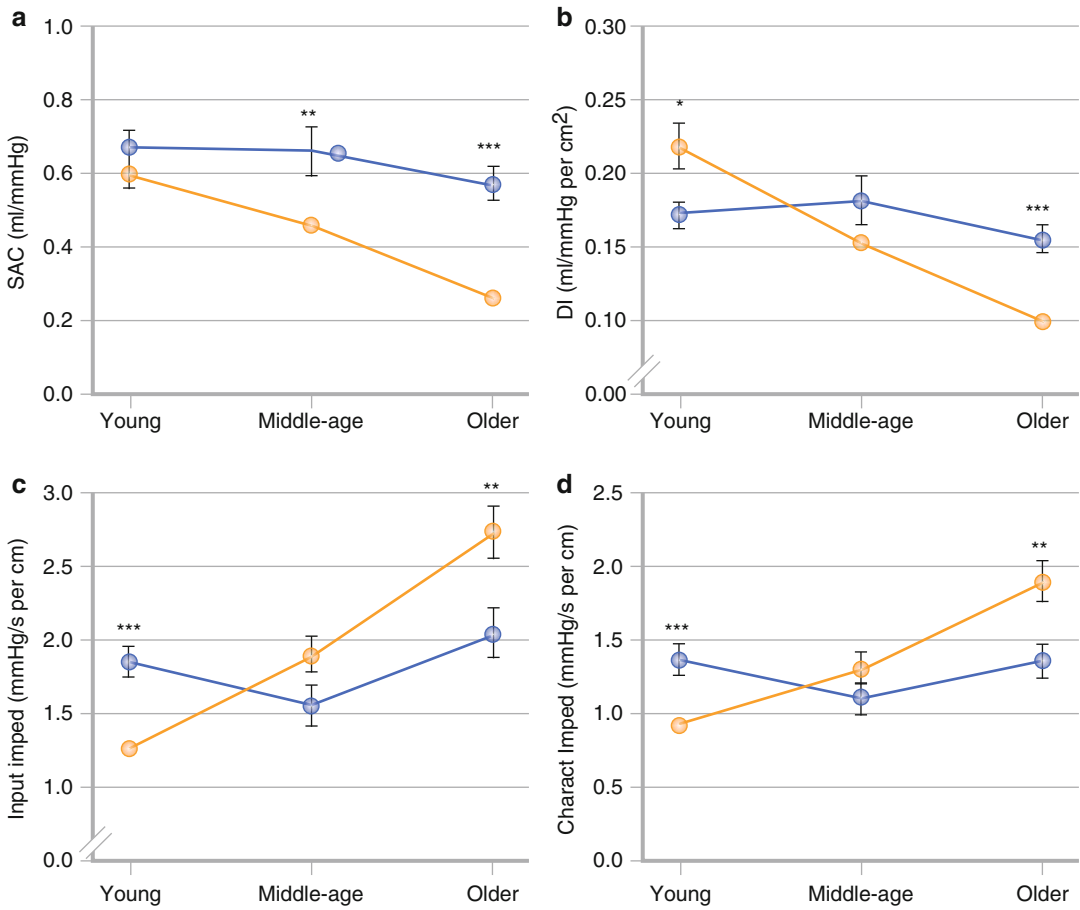 a
SAC (ml/mmHg)
1.0
0.8
0.6
0.4
0.2
0.0
**
***
Young
Middle-age
Older
b
DI (ml/mmHg per cm2)
0.30
0.25
0.20
0.15
0.10
0.00
*
***
Young
Middle-age
Older
c
Input imped (mmHg/s per cm)
3.0
2.5
2.0
1.5
1.0
0.0
***
**
Young
Middle-age
Older
d
Charact Imped (mmHg/s per cm)
2.5
2.0
1.5
1.0
0.5
0.0
***
**
Young
Middle-age
Older